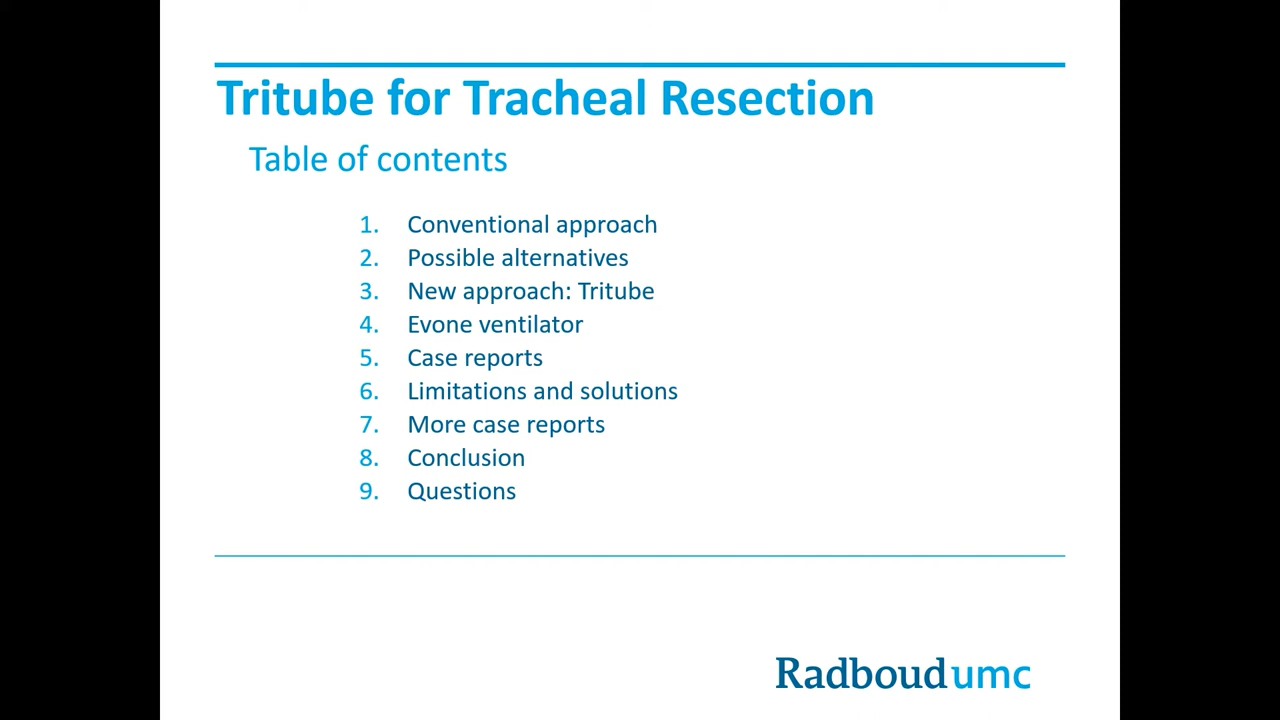 Tritube for Tracheal Resection
Table of contents
1. Conventional approach
2. Possible alternatives
3. New approach: Tritube
4. Evone ventilator
5. Case reports
6. Limitations and solutions
7. More case reports
8. Conclusion
9. Questions
Radboudumc